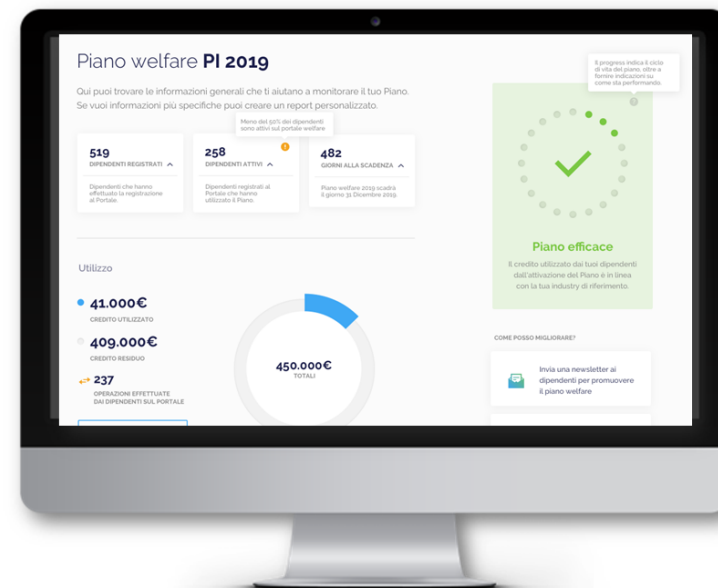 Piano welfare PI 2019
Qui puoi trovare le informazioni generali che ti aiutano a monitorare il tuo Piano.
Se vuoi informazioni più specifiche puoi creare un report personalizzato.
Meno del 50% dei dipendenti
sono attivi sul portale welfare
519
DIPENDENTI REGISTRATI
Dipendenti che hanno
effettuato la registrazione
al Portale.
258
DIPENDENTI ATTIVI
Dipendenti registrati al
Portale che hanno
utilizzato il Piano.
482
GIORNI ALLA SCADENZA
Piano welfare 2019 scadrà
il giorno 31 Dicembre 2019.
Utilizzo
41.000€
CREDITO UTILIZZATO
409.000€
CREDITO RESIDUO
237
OPERAZIONI EFFETTUATE
DAI DIPENDENTI SUL PORTALE
450.000€
TOTALI
Il progress indica il ciclo
di vita del piano, oltre a
fornire indicazioni su
come sta performando.
Piano efficace
Il credito utilizzato dai tuoi dipendenti
dall'attivazione del Piano è in linea
con la tua industry di riferimento.
COME POSSO MIGLIORARE?
Invia una newsletter ai
dipendenti per promuovere
il piano welfare